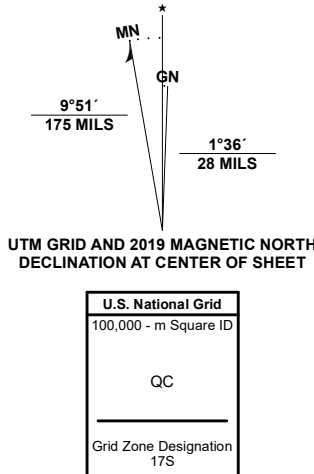 ★
MN
GN
9°51´
175 MILS
1°36´
28 MILS
UTM GRID AND 2019 MAGNETIC NORTH
DECLINATION AT CENTER OF SHEET
U.S. National Grid
100,000 - m Square ID
QC
Grid Zone Designation
17S